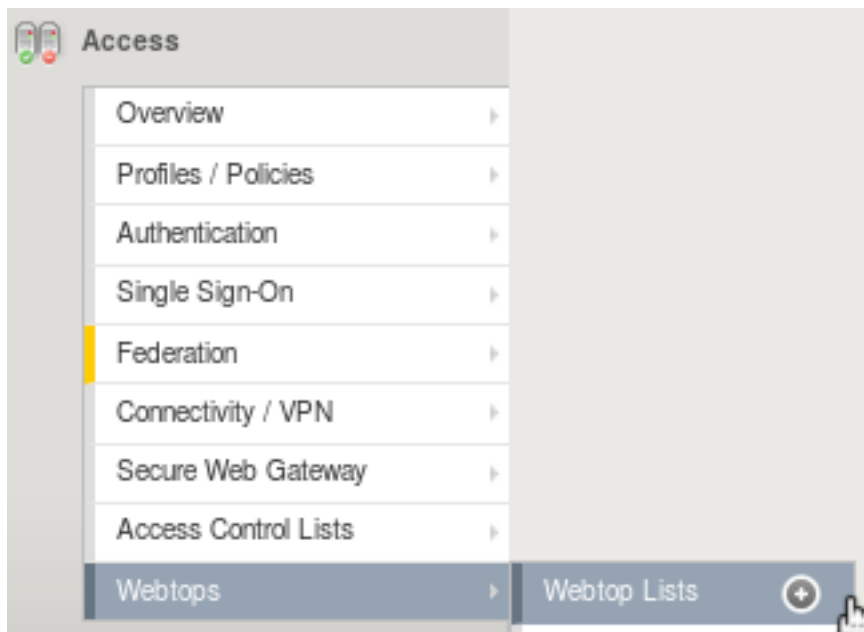 Access
Overview
Profiles / Policies
Authentication
Single Sign-On
Federation
Connectivity / VPN
Secure Web Gateway
Access Control Lists
Webtops
Webtop Lists